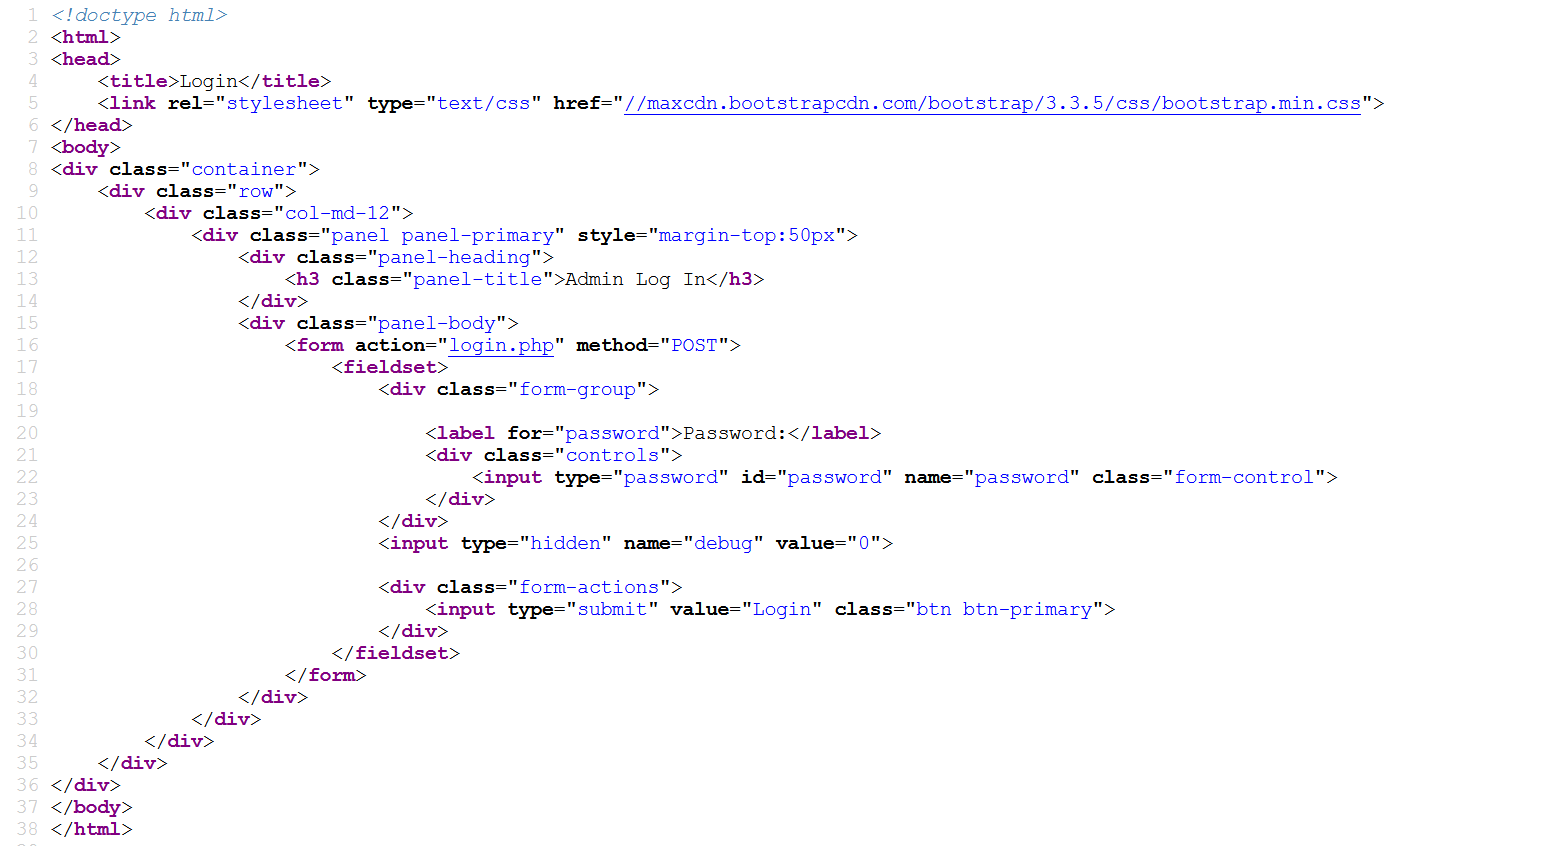 1 <!doctype html>
2 <html>
3 <head>
4 <title>Login</title>
5 <link rel="stylesheet" type="text/css" href="//maxcdn.bootstrapcdn.com/bootstrap/3.3.5/css/bootstrap.min.css">
6 </head>
7 <body>
8 <div class="container">
9 <div class="row">
10 <div class="col-md-12">
11 <div class="panel panel-primary" style="margin-top:50px">
12 <div class="panel-heading">
13 <h3 class="panel-title">Admin Log In</h3>
14 </div>
15 <div class="panel-body">
16 <form action="login.php" method="POST">
17 <fieldset>
18 <div class="form-group">
19
20 <label for="password">Password:</label>
21 <div class="controls">
22 <input type="password" id="password" name="password" class="form-control">
23 </div>
24 </div>
25 <input type="hidden" name="debug" value="0">
26
27 <div class="form-actions">
28 <input type="submit" value="Login" class="btn btn-primary">
29 </div>
30 </fieldset>
31 </form>
32 </div>
33 </div>
34 </div>
35 </div>
36 </div>
37 </body>
38 </html>